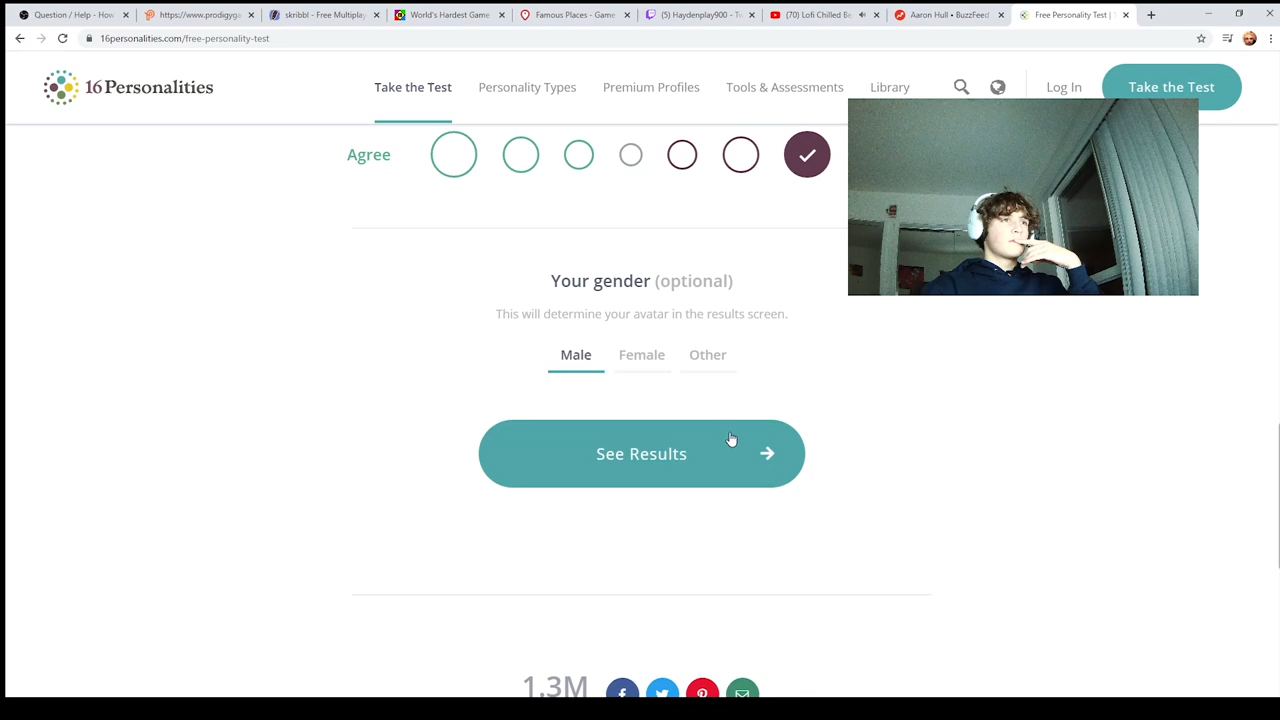 Question / Help - How
https://www.prodigyga
skribbl - Free Multiplay
World's Hardest Game
Famous Places - Game
(5) Haydenplay900 - Tw
(70) Lofi Chilled Be
Aaron Hull • BuzzFeed
Free Personality Test |
16personalities.com/free-personality-test
16Personalities
Take the Test
Personality Types
Premium Profiles
Tools & Assessments
Library
Log In
Take the Test
Agree
Your gender (optional)
This will determine your avatar in the results screen.
Male
Female
Other
See Results
1.3M